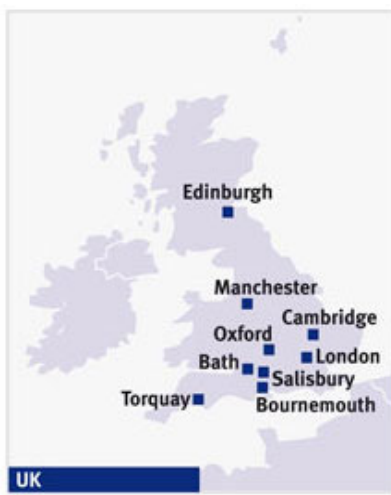 Edinburgh
Manchester
Cambridge
Oxford
London
Bath
Salisbury
Torquay
Bournemouth
UK